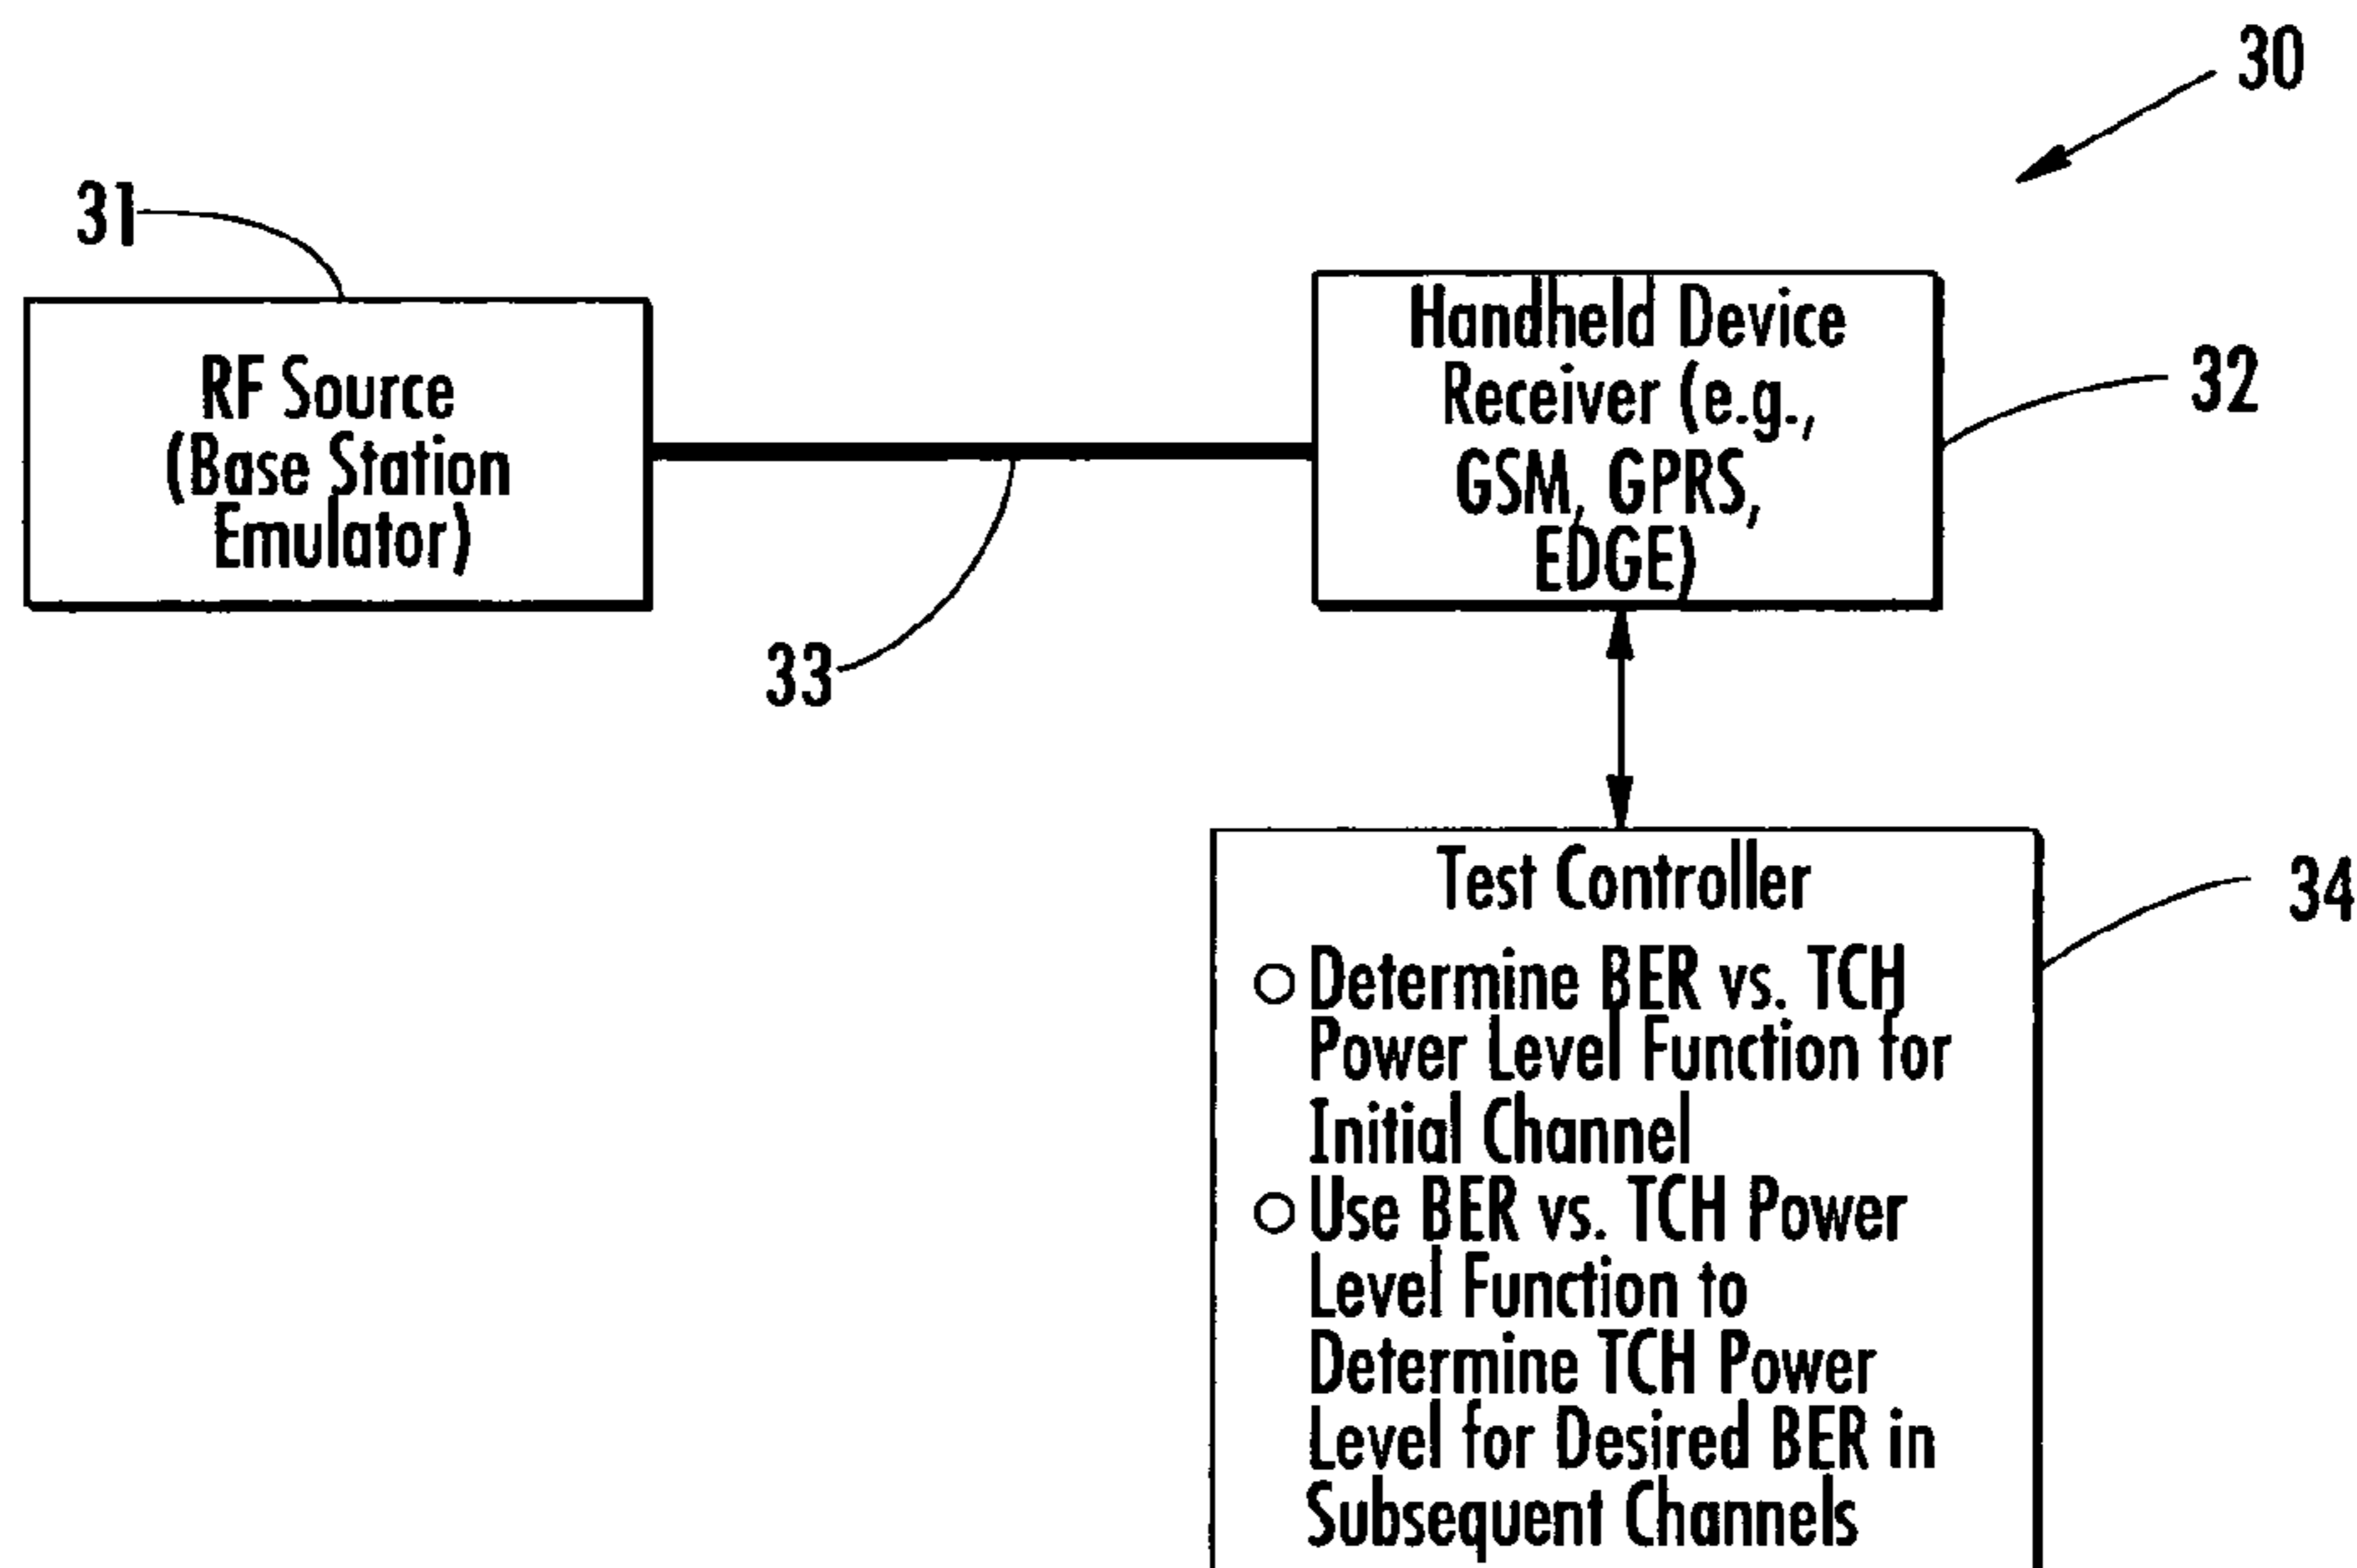 30
31
RF Source
(Base Station
Emulator)
Handheld Device
Receiver (e.g.,
GSM, GPRS,
EDGE)
32
33
Test Controller
34
○ Determine BER vs. TCH
Power Level Function for
Initial Channel
○ Use BER vs. TCH Power
Level Function to
Determine TCH Power
Level for Desired BER in
Subsequent Channels